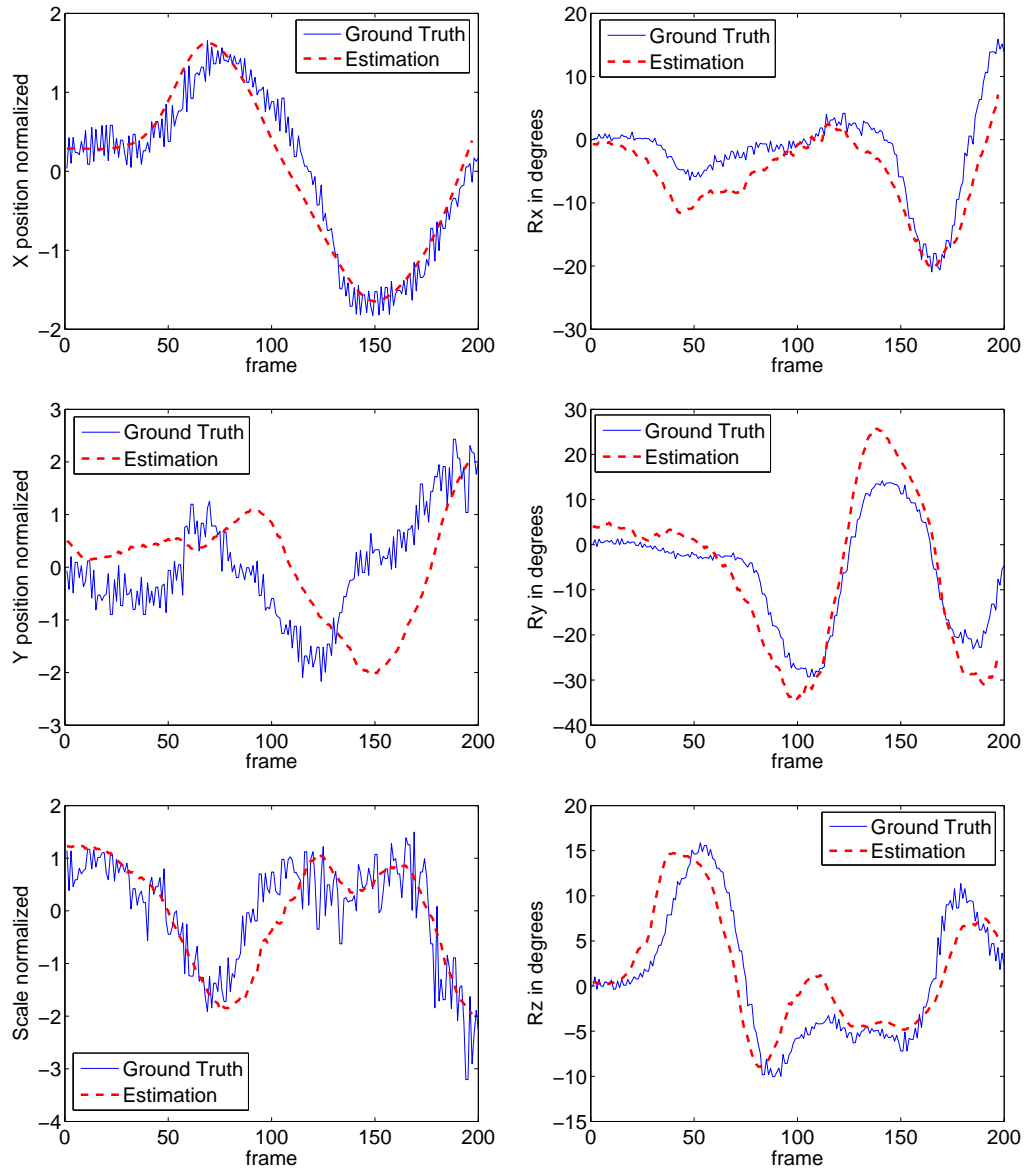 2
1
0
−1
−2
0 50 100 150 200
frame
X position normalized
Ground Truth
Estimation
20
10
0
−10
−20
−30
0 50 100 150 200
frame
Rx in degrees
Ground Truth
Estimation
3
2
1
0
−1
−2
−3
0 50 100 150 200
frame
Y position normalized
Ground Truth
Estimation
30
20
10
0
−10
−20
−30
−40
0 50 100 150 200
frame
Ry in degrees
Ground Truth
Estimation
2
1
0
−1
−2
−3
−4
0 50 100 150 200
frame
Scale normalized
Ground Truth
Estimation
20
15
10
5
0
−5
−10
−15
0 50 100 150 200
frame
Rz in degrees
Ground Truth
Estimation